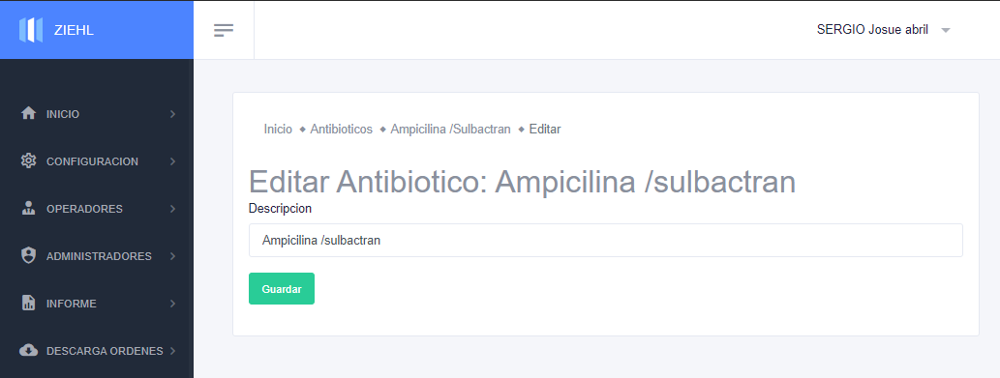 ZIEHL
SERGIO Josue abril
INICIO
CONFIGURACION
OPERADORES
ADMINISTRADORES
INFORME
DESCARGA ORDENES
Inicio ◆ Antibioticos ◆ Ampicilina /Sulbactran ◆ Editar
Editar Antibiotico: Ampicilina /sulbactran
Descripcion
Ampicilina /sulbactran
Guardar